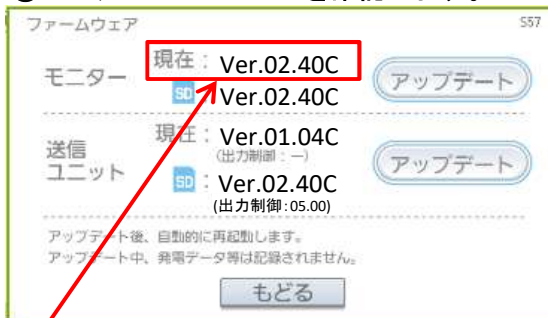 ファームウェア
S57
モニター
現在： Ver.02.40C
SD ： Ver.02.40C
アップデート
送信
ユニット
現在： Ver.01.04C
（出力制御：―）
SD ： Ver.02.40C
(出力制御:05.00)
アップデート
アップデート後、自動的に再起動します。
アップデート中、発電データ等は記録されません。
もどる